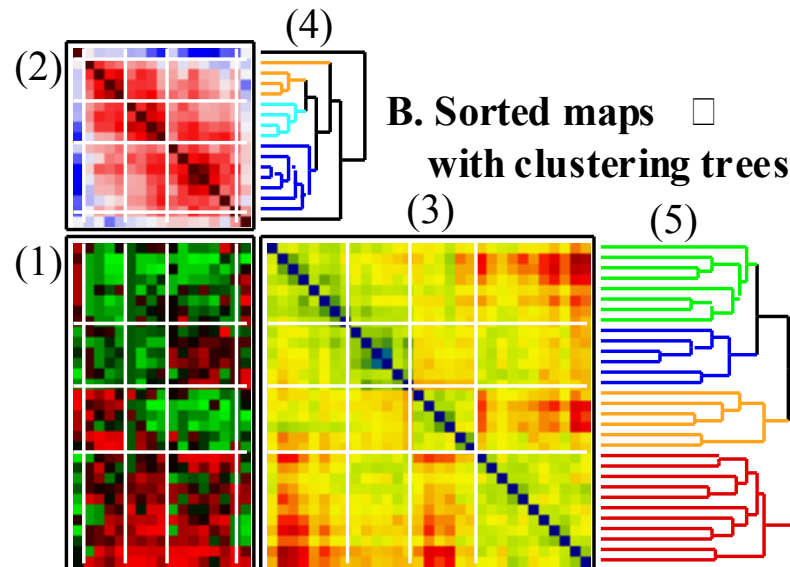 (4)
(2)
B. Sorted maps □
with clustering trees
(3)
(5)
(1)